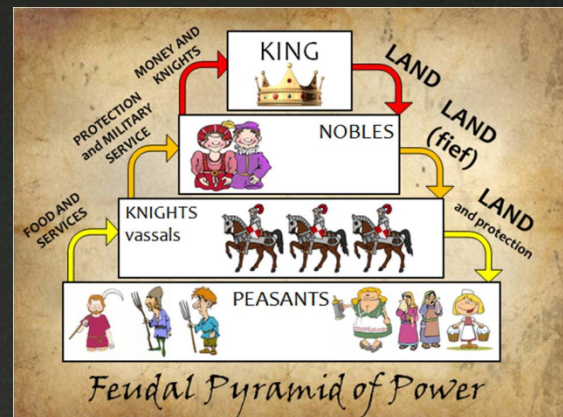 KING
MONEY AND
KNIGHTS
LAND
NOBLES
PROTECTION
and MILITARY
SERVICE
LAND
(fief)
KNIGHTS
vassals
FOOD AND
SERVICES
LAND
and protection
PEASANTS
Feudal Pyramid of Power